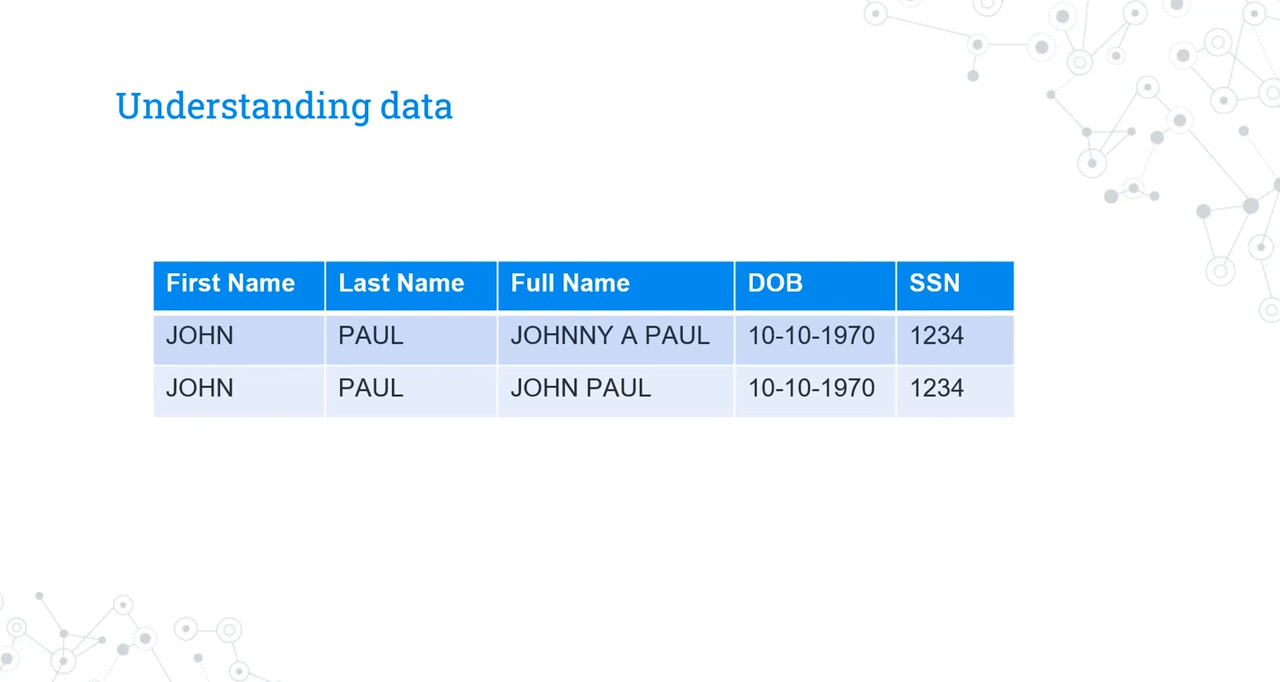 Understanding data
First Name Last Name Full Name DOB SSN
JOHN PAUL JOHNNY A PAUL 10-10-1970 1234
JOHN PAUL JOHN PAUL 10-10-1970 1234